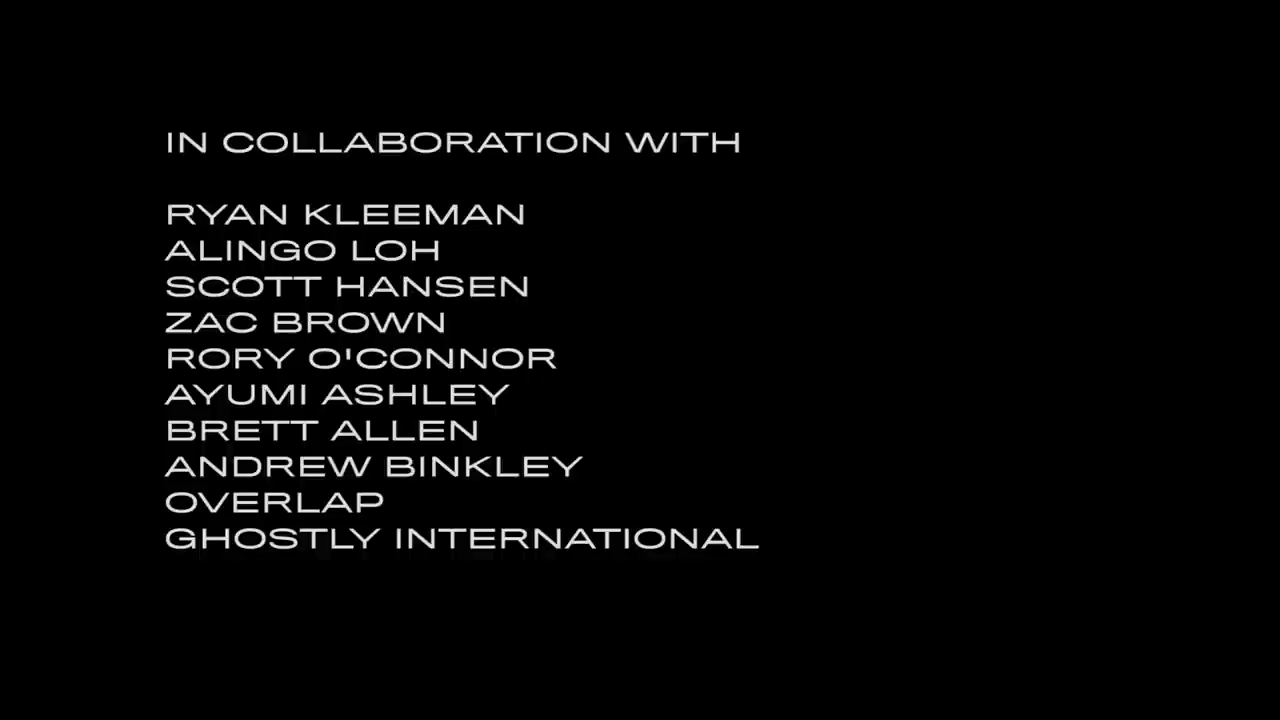 IN COLLABORATION WITH
RYAN KLEEMAN
ALINGO LOH
SCOTT HANSEN
ZAC BROWN
RORY O'CONNOR
AYUMI ASHLEY
BRETT ALLEN
ANDREW BINKLEY
OVERLAP
GHOSTLY INTERNATIONAL